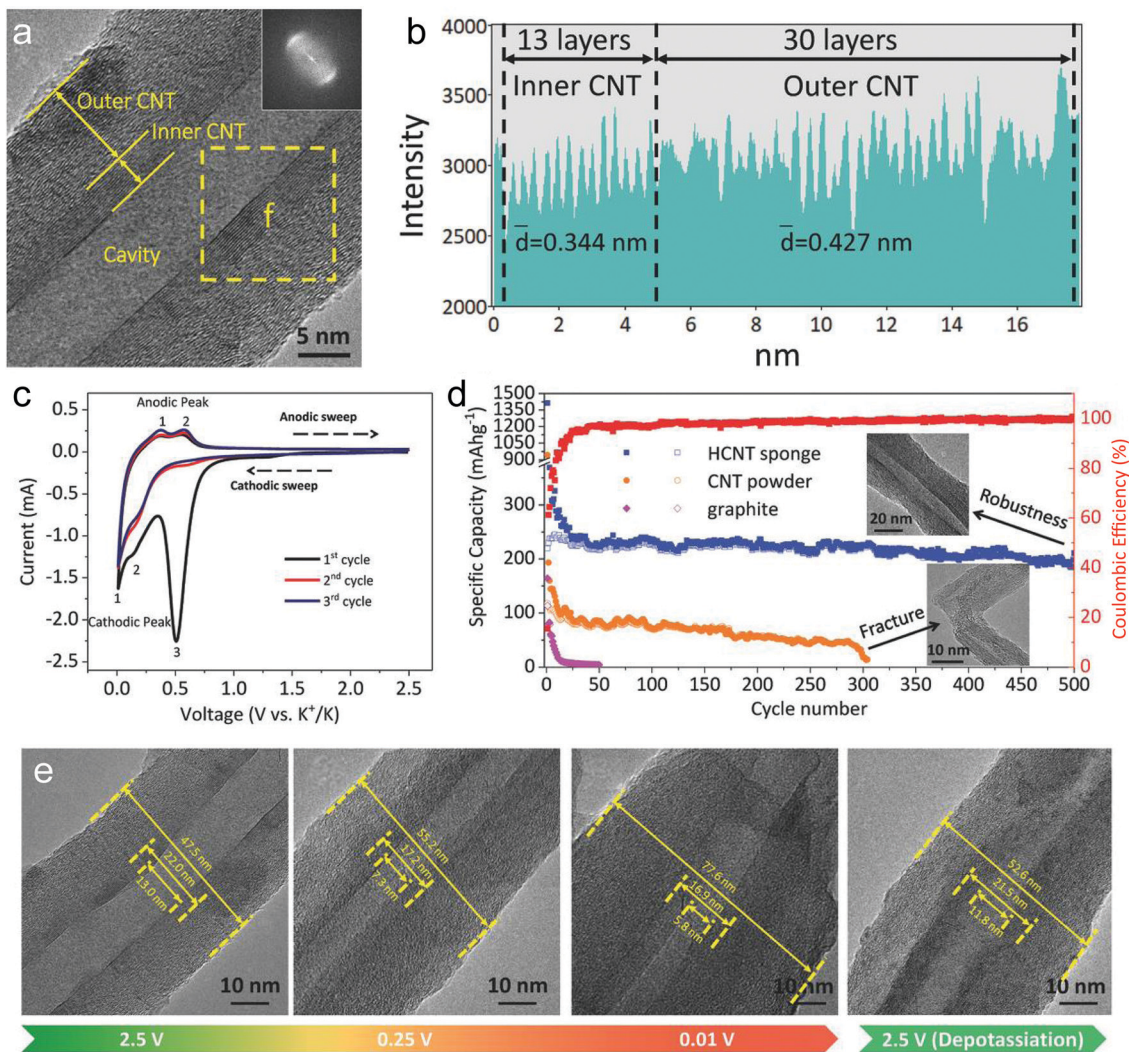 a
Outer CNT
Inner CNT
f
Cavity
5 nm
b
4000
3500
3000
2500
2000
Intensity
13 layers
30 layers
Inner CNT
Outer CNT
d̅=0.344 nm
d̅=0.427 nm
0 2 4 6 8 10 12 14 16
nm
c
0.5
0.0
-0.5
-1.0
-1.5
-2.0
-2.5
Current (mA)
Anodic Peak
1 2
Anodic sweep
Cathodic sweep
2
1
Cathodic Peak
3
1st cycle
2nd cycle
3rd cycle
0.0 0.5 1.0 1.5 2.0 2.5
Voltage (V vs. K⁺/K)
d
1500
1350
1200
1050
900
300
200
100
0
Specific Capacity (mAhg⁻¹)
HCNT sponge
CNT powder
graphite
20 nm
Robustness
Fracture
10 nm
100
80
60
40
20
0
Coulombic Efficiency (%)
0 50 100 150 200 250 300 350 400 450 500
Cycle number
e
47.5 nm
22.0 nm
13.0 nm
10 nm
55.2 nm
17.2 nm
7.3 nm
10 nm
77.6 nm
16.9 nm
5.8 nm
10 nm
52.6 nm
21.5 nm
11.8 nm
10 nm
2.5 V
0.25 V
0.01 V
2.5 V (Depotassiation)